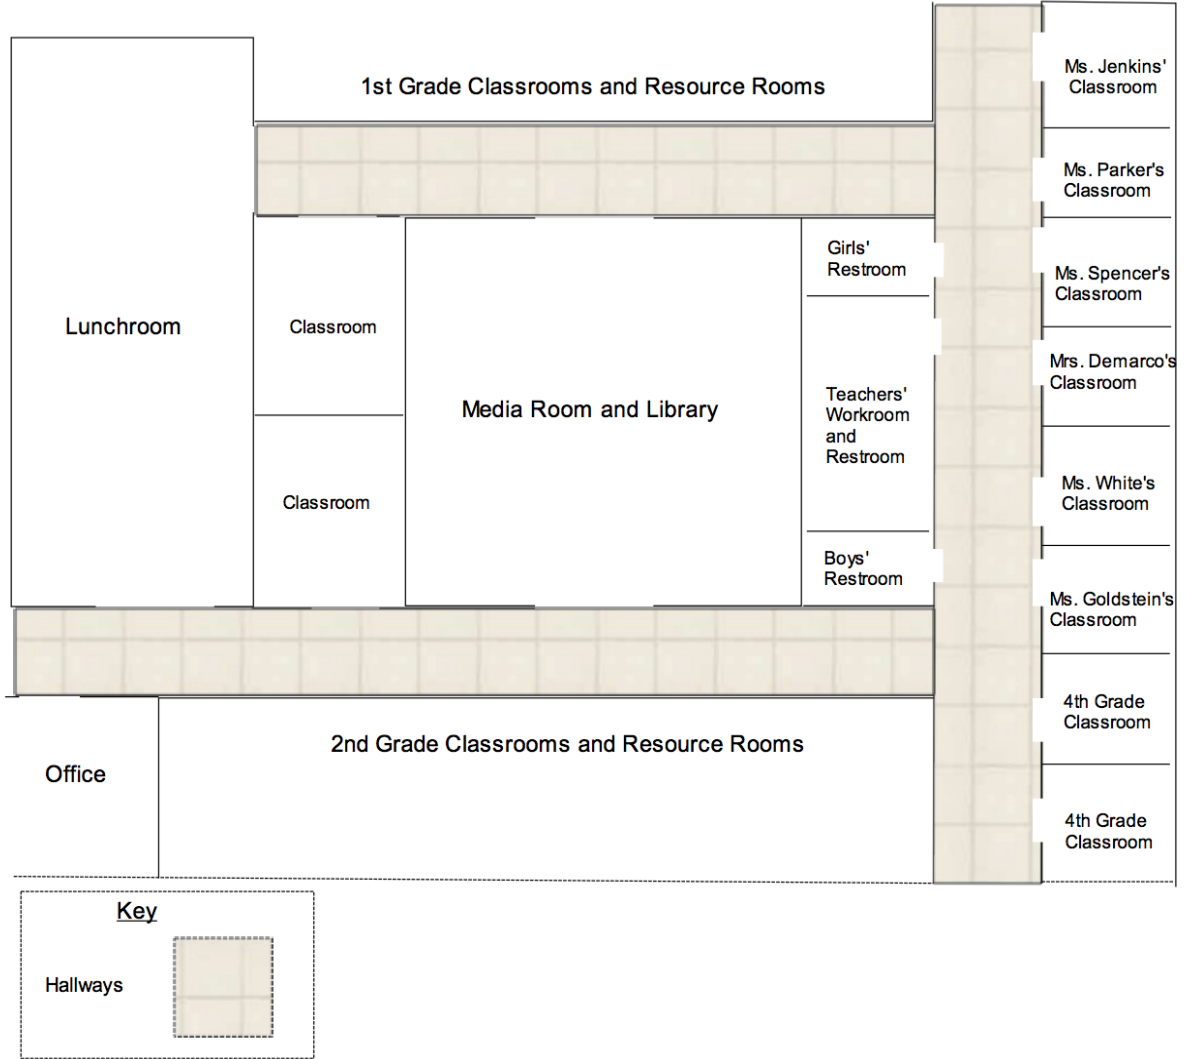 1st Grade Classrooms and Resource Rooms
Ms. Jenkins'
Classroom
Ms. Parker's
Classroom
Girls'
Restroom
Ms. Spencer's
Classroom
Lunchroom
Classroom
Mrs. Demarco's
Classroom
Media Room and Library
Teachers'
Workroom
and
Restroom
Classroom
Ms. White's
Classroom
Boys'
Restroom
Ms. Goldstein's
Classroom
4th Grade
Classroom
2nd Grade Classrooms and Resource Rooms
Office
4th Grade
Classroom
Key
Hallways